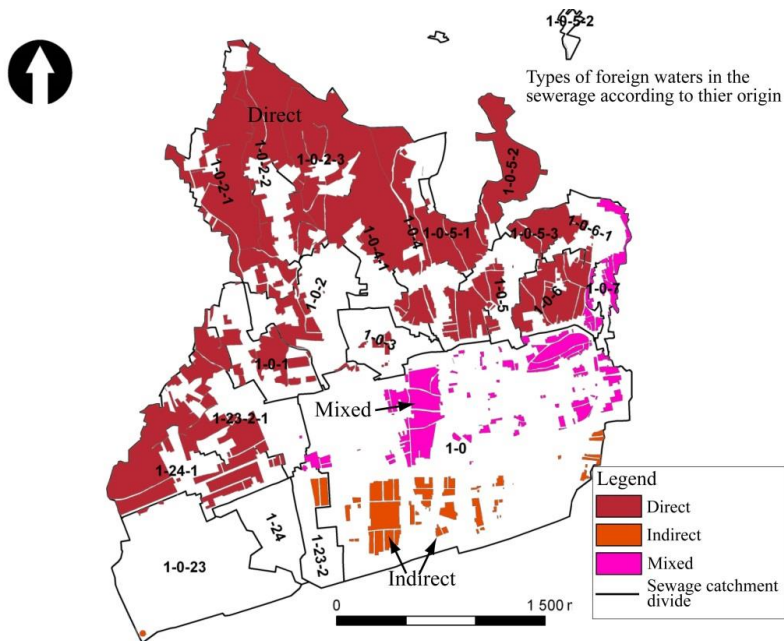 1-0-5-2
Types of foreign waters in the
sewerage according to thier origin
Direct
1-0-2-1
1-0-2-2
1-0-2-3
1-0-4
1-0-4-1
1-0-5-1
1-0-5-2
1-0-5-3
1-0-6-1
1-0-2
1-0-5
1-0-6
1-0-7
1-0-3
1-0-1
Mixed
1-23-2-1
1-0
1-24-1
1-24
1-0-23
1-23-2
Indirect
Legend
Direct
Indirect
Mixed
Sewage catchment
divide
0
1 500 r